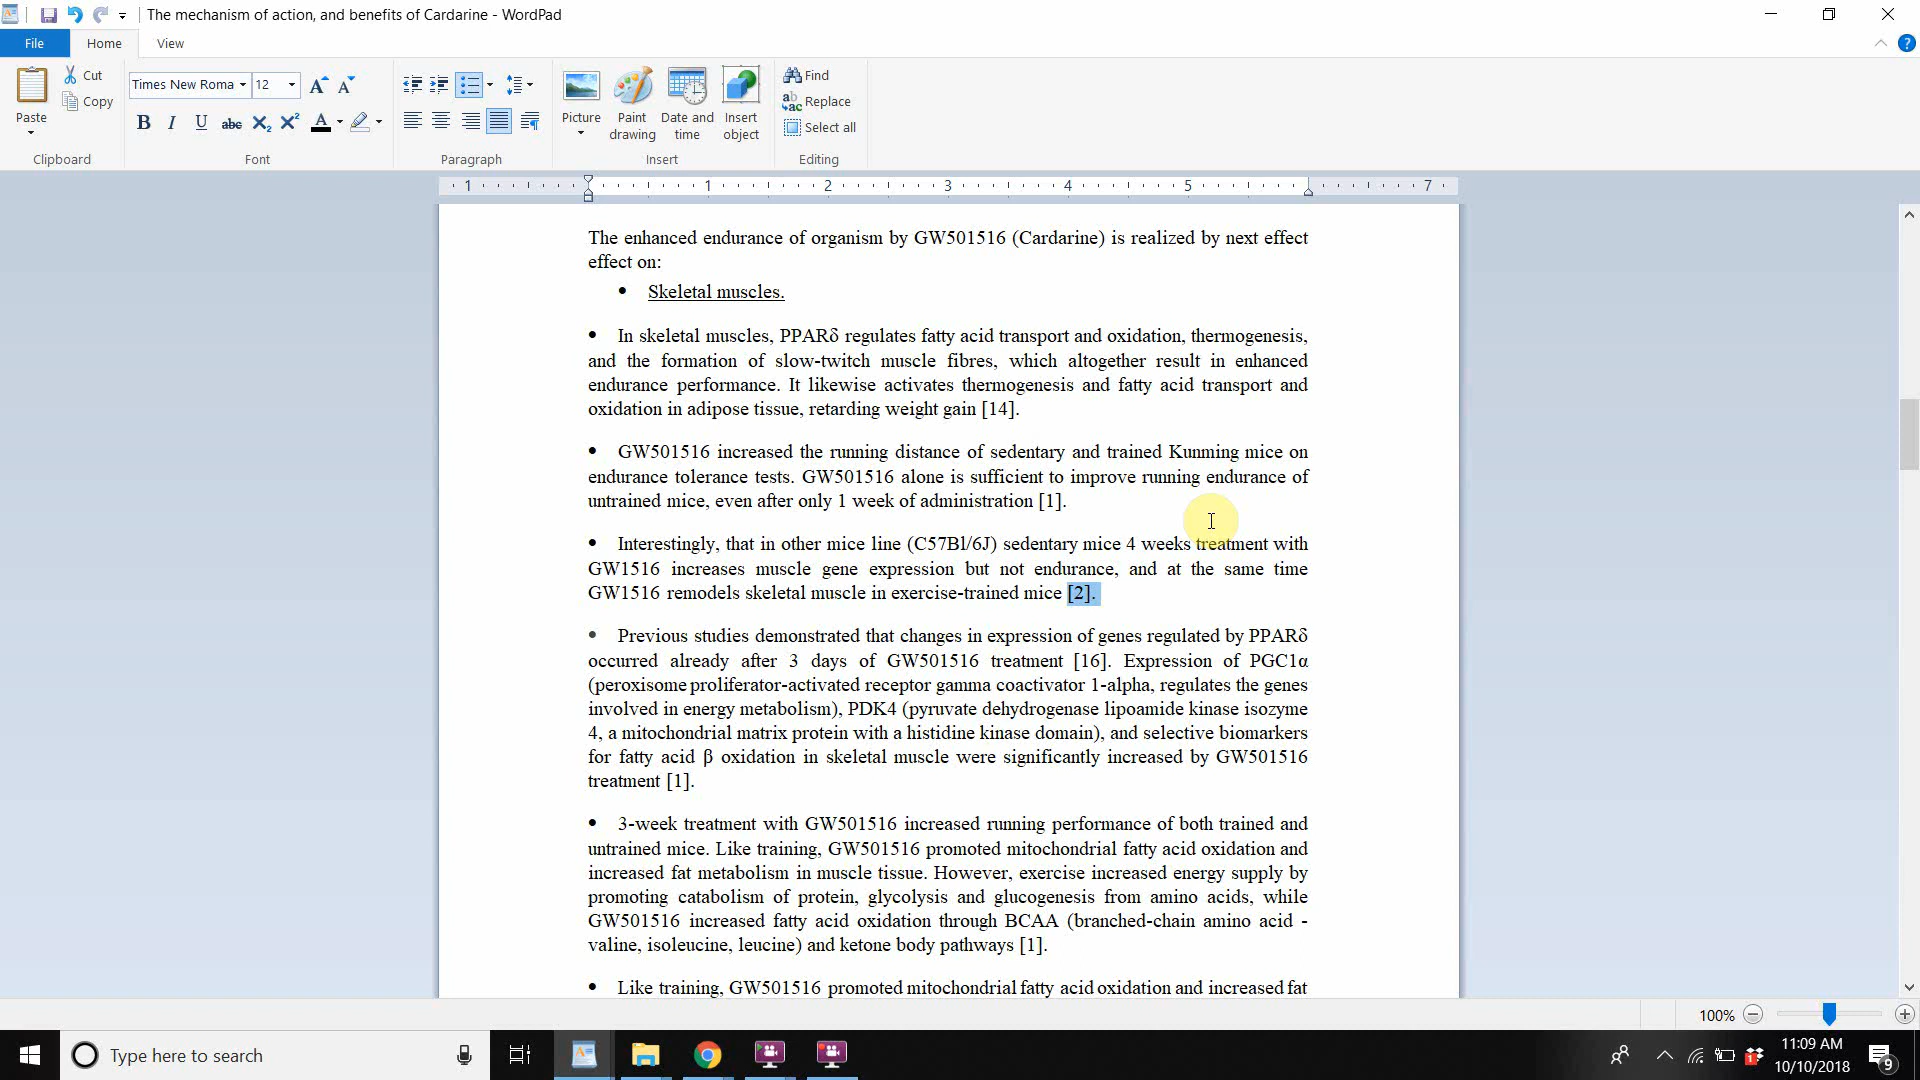 The mechanism of action, and benefits of Cardarine - WordPad
File Home View
Paste
Cut
Copy
Clipboard
Times New Roma 12
B I U abc X₂ X² A
Font
Paragraph
Picture
Paint drawing
Date and time
Insert object
Insert
Find
Replace
Select all
Editing
1 1 2 3 4 5 7
The enhanced endurance of organism by GW501516 (Cardarine) is realized by next effect
effect on:
• Skeletal muscles.
• In skeletal muscles, PPARδ regulates fatty acid transport and oxidation, thermogenesis,
and the formation of slow-twitch muscle fibres, which altogether result in enhanced
endurance performance. It likewise activates thermogenesis and fatty acid transport and
oxidation in adipose tissue, retarding weight gain [14].
• GW501516 increased the running distance of sedentary and trained Kunming mice on
endurance tolerance tests. GW501516 alone is sufficient to improve running endurance of
untrained mice, even after only 1 week of administration [1].
• Interestingly, that in other mice line (C57Bl/6J) sedentary mice 4 weeks treatment with
GW1516 increases muscle gene expression but not endurance, and at the same time
GW1516 remodels skeletal muscle in exercise-trained mice [2].
• Previous studies demonstrated that changes in expression of genes regulated by PPARδ
occurred already after 3 days of GW501516 treatment [16]. Expression of PGC1α
(peroxisome proliferator-activated receptor gamma coactivator 1-alpha, regulates the genes
involved in energy metabolism), PDK4 (pyruvate dehydrogenase lipoamide kinase isozyme
4, a mitochondrial matrix protein with a histidine kinase domain), and selective biomarkers
for fatty acid β oxidation in skeletal muscle were significantly increased by GW501516
treatment [1].
• 3-week treatment with GW501516 increased running performance of both trained and
untrained mice. Like training, GW501516 promoted mitochondrial fatty acid oxidation and
increased fat metabolism in muscle tissue. However, exercise increased energy supply by
promoting catabolism of protein, glycolysis and glucogenesis from amino acids, while
GW501516 increased fatty acid oxidation through BCAA (branched-chain amino acid -
valine, isoleucine, leucine) and ketone body pathways [1].
• Like training, GW501516 promoted mitochondrial fatty acid oxidation and increased fat
100%
Type here to search
11:09 AM
10/10/2018
9